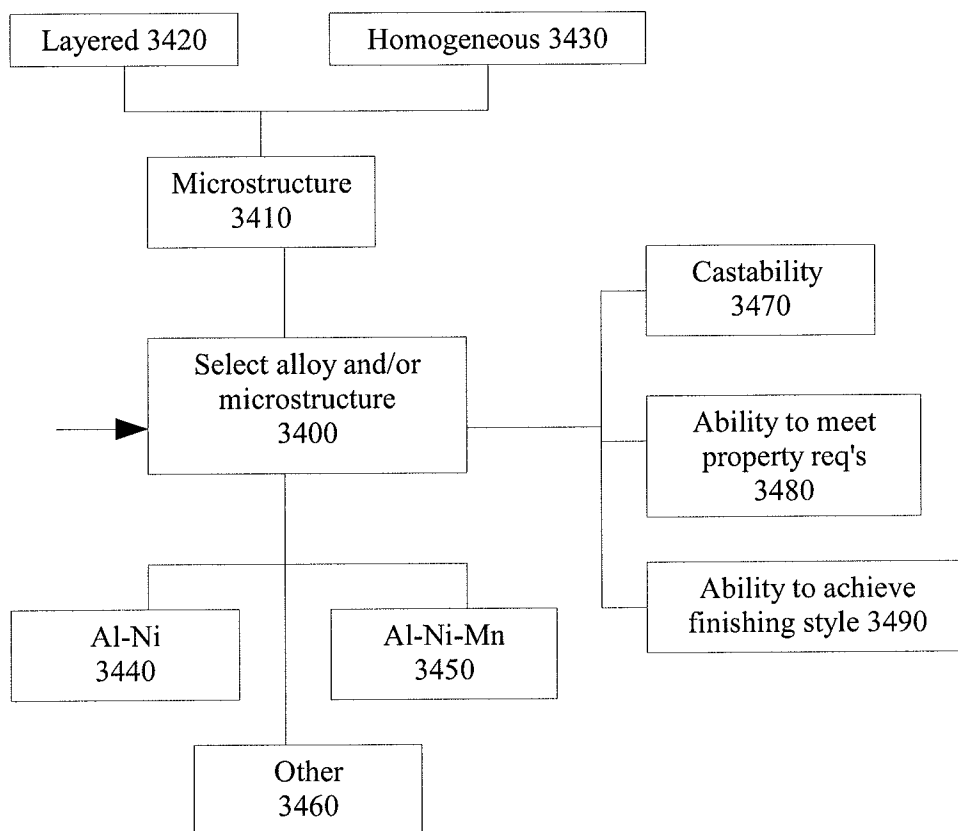 Layered 3420
Homogeneous 3430
Microstructure
3410
Castability
3470
Select alloy and/or
microstructure
3400
Ability to meet
property req's
3480
Ability to achieve
finishing style 3490
Al-Ni
3440
Al-Ni-Mn
3450
Other
3460